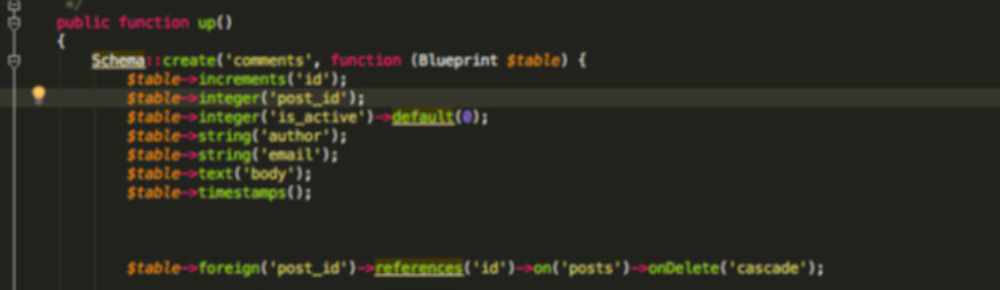 */
public function up()
{
Schema::create('comments', function (Blueprint $table) {
$table->increments('id');
$table->integer('post_id');
$table->integer('is_active')->default(0);
$table->string('author');
$table->string('email');
$table->text('body');
$table->timestamps();
$table->foreign('post_id')->references('id')->on('posts')->onDelete('cascade');